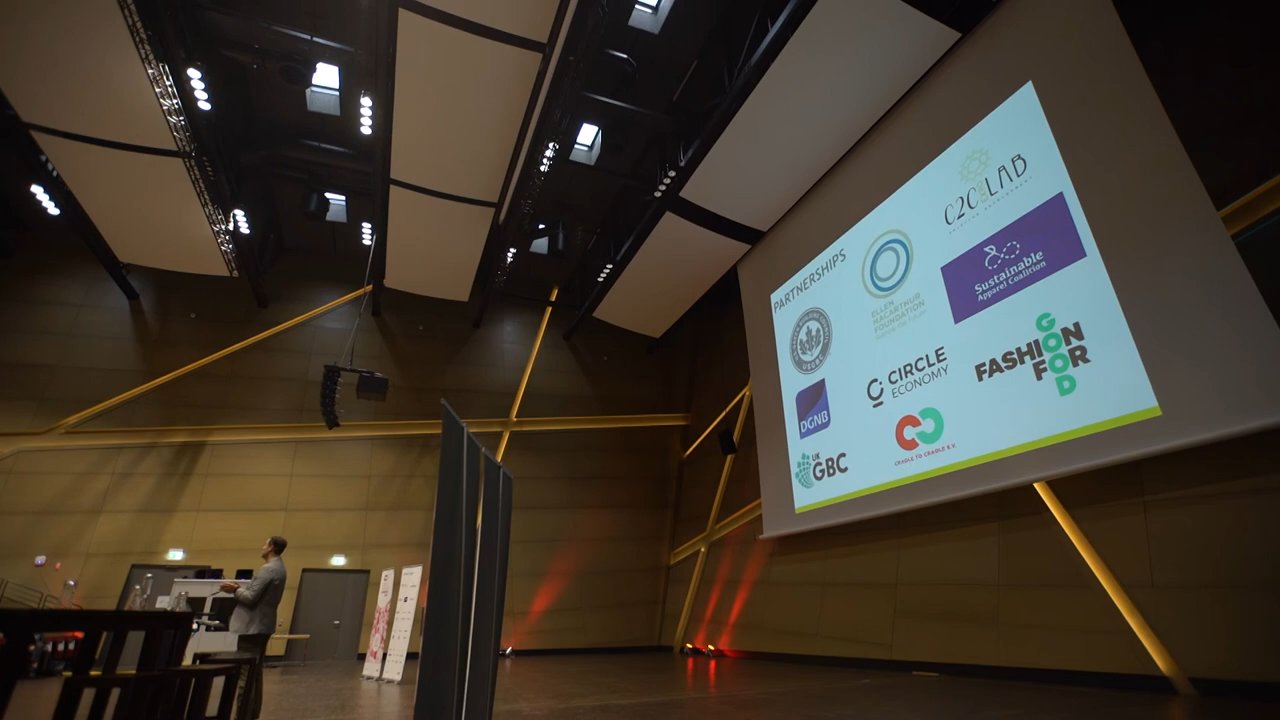 PARTNERSHIPS
ELLEN
MACARTHUR
FOUNDATION
C2C
LAB
Sustainable
Apparel Coalition
USGBC
CIRCLE
ECONOMY
FASHION
FOR
GOOD
DGNB
UK
GBC
CRADLE TO CRADLE E.V.